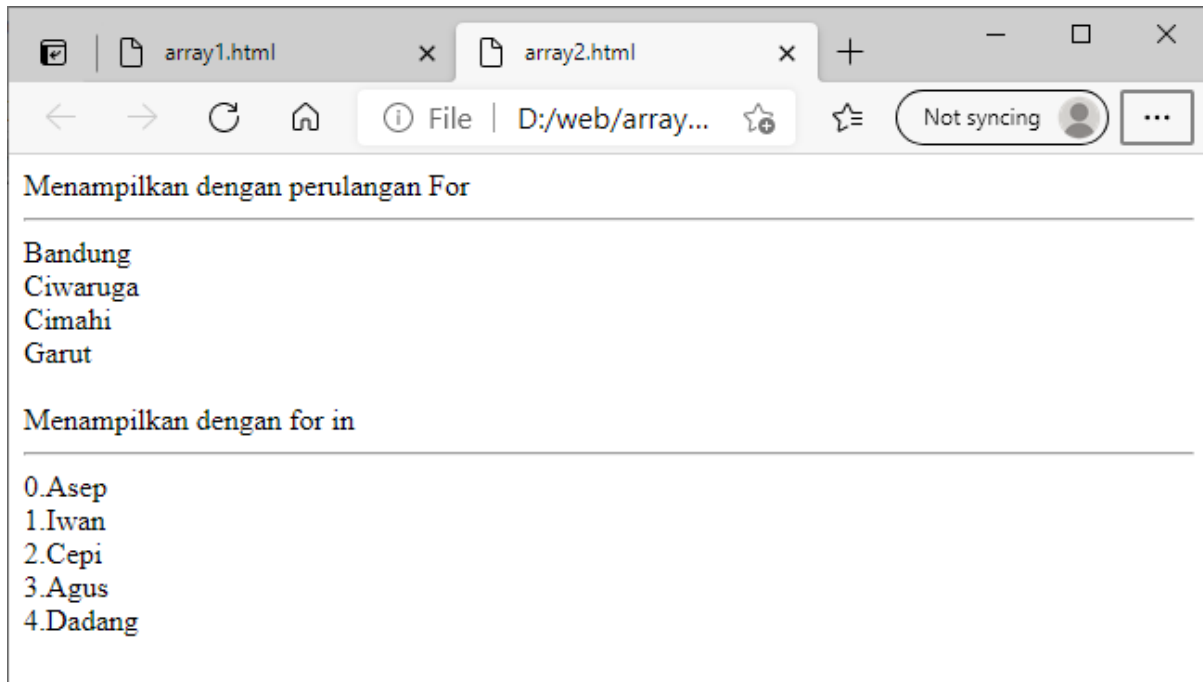 array1.html
array2.html
File
D:/web/array...
Not syncing
Menampilkan dengan perulangan For
Bandung
Ciwaruga
Cimahi
Garut
Menampilkan dengan for in
0.Asep
1.Iwan
2.Cepi
3.Agus
4.Dadang